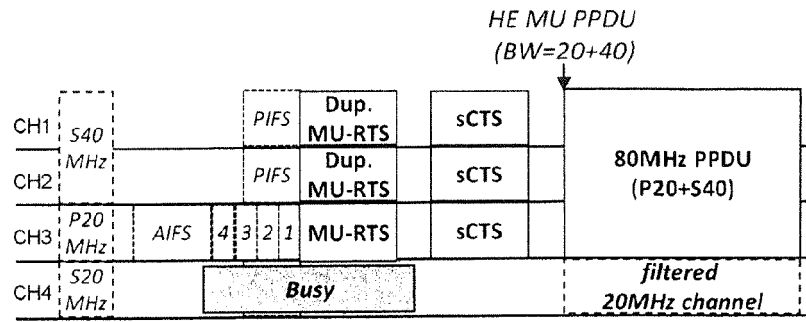 HE MU PPDU
(BW=20+40)
CH1
S40
MHz
PIFS
Dup.
MU-RTS
sCTS
80MHz PPDU
(P20+S40)
CH2
PIFS
Dup.
MU-RTS
sCTS
CH3
P20
MHz
AIFS
4
3
2
1
MU-RTS
sCTS
CH4
S20
MHz
Busy
filtered
20MHz channel